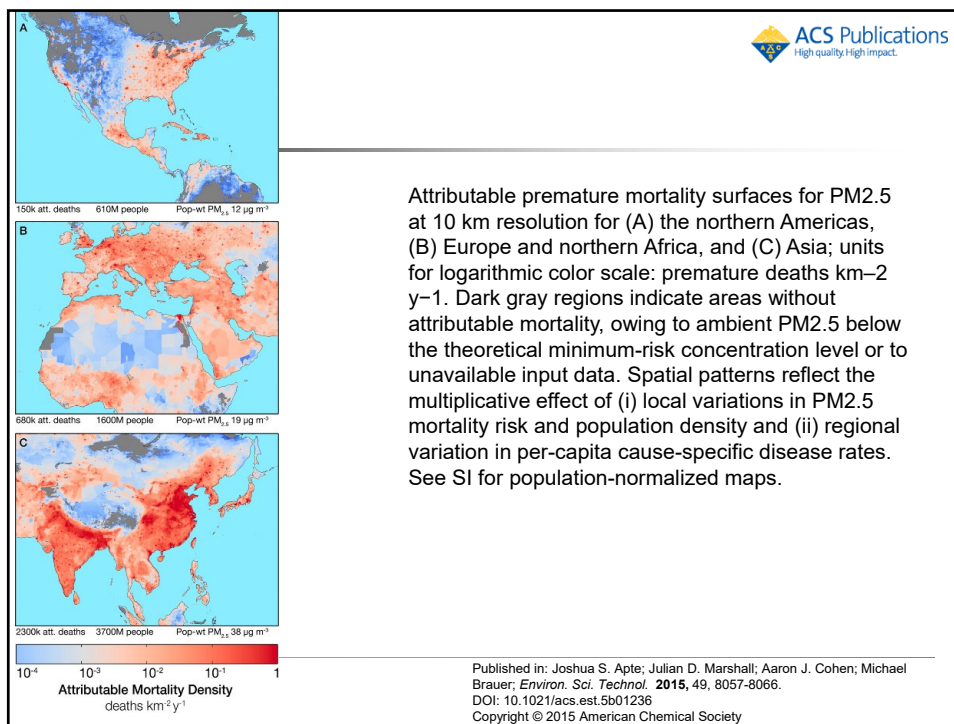 A
150k att. deaths 610M people Pop-wt PM2.5 12 µg m-3
B
680k att. deaths 1600M people Pop-wt PM2.5 19 µg m-3
C
2300k att. deaths 3700M people Pop-wt PM2.5 38 µg m-3
10-4 10-3 10-2 10-1 1
Attributable Mortality Density
deaths km-2 y-1
ACS Publications
High quality. High impact.
Attributable premature mortality surfaces for PM2.5
at 10 km resolution for (A) the northern Americas,
(B) Europe and northern Africa, and (C) Asia; units
for logarithmic color scale: premature deaths km–2
y−1. Dark gray regions indicate areas without
attributable mortality, owing to ambient PM2.5 below
the theoretical minimum-risk concentration level or to
unavailable input data. Spatial patterns reflect the
multiplicative effect of (i) local variations in PM2.5
mortality risk and population density and (ii) regional
variation in per-capita cause-specific disease rates.
See SI for population-normalized maps.
Published in: Joshua S. Apte; Julian D. Marshall; Aaron J. Cohen; Michael
Brauer; Environ. Sci. Technol. 2015, 49, 8057-8066.
DOI: 10.1021/acs.est.5b01236
Copyright © 2015 American Chemical Society